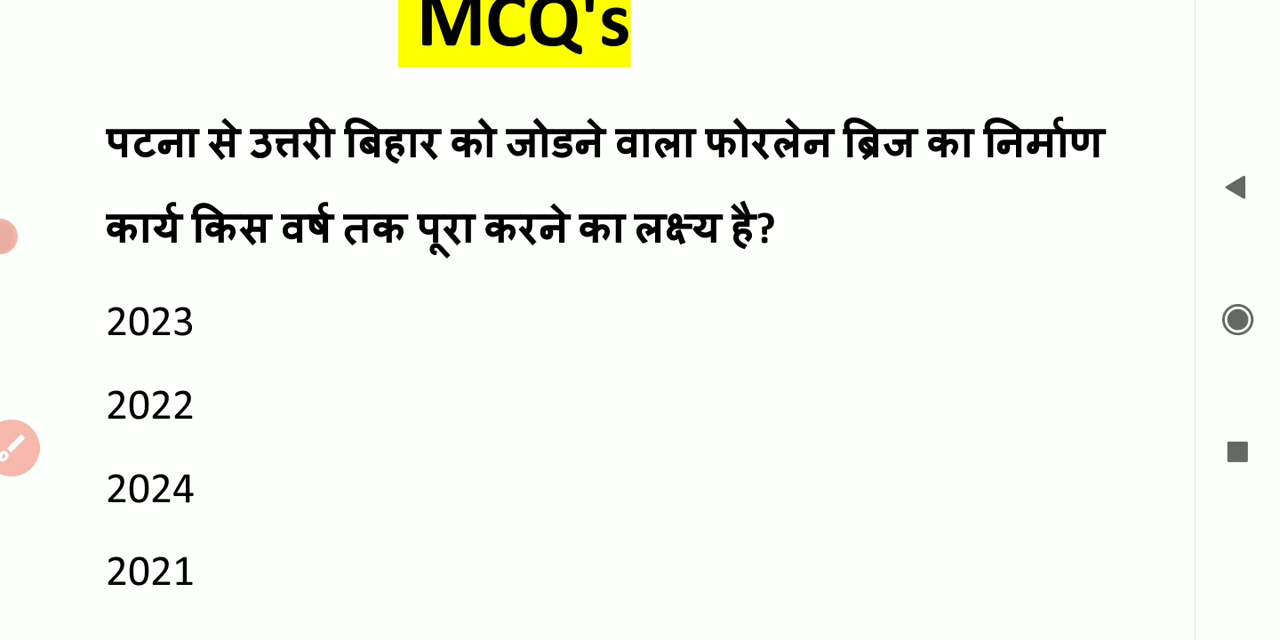 MCQ's
पटना से उत्तरी बिहार को जोडने वाला फोरलेन ब्रिज का निर्माण
कार्य किस वर्ष तक पूरा करने का लक्ष्य है?
2023
2022
2024
2021